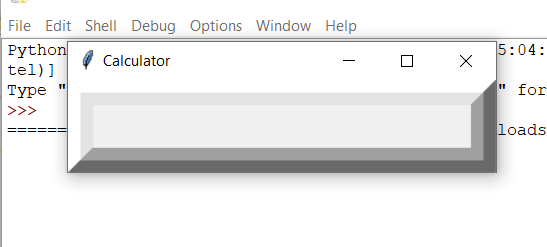 File Edit Shell Debug Options Window Help
Python 5:04:
tel)]
Calculator
Type " " for
>>>
====== loads